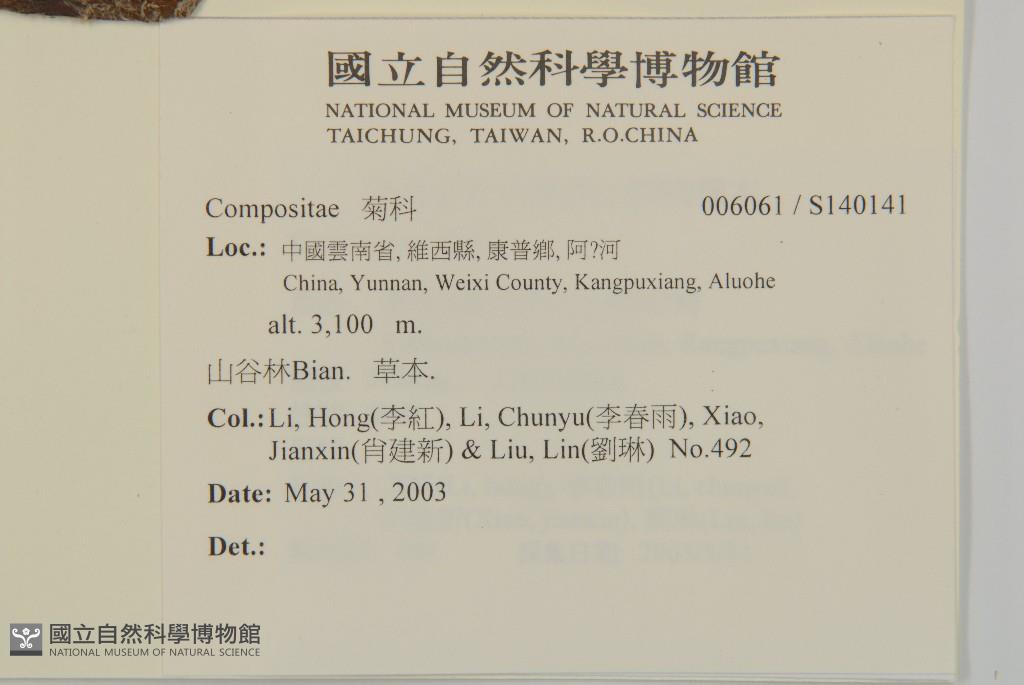 國立自然科學博物館
NATIONAL MUSEUM OF NATURAL SCIENCE
TAICHUNG, TAIWAN, R.O.CHINA
Compositae 菊科 006061 / S140141
Loc.: 中國雲南省, 維西縣, 康普鄉, 阿?河
China, Yunnan, Weixi County, Kangpuxiang, Aluohe
alt. 3,100 m.
山谷林Bian. 草本.
Col.: Li, Hong(李紅), Li, Chunyu(李春雨), Xiao,
Jianxin(肖建新) & Liu, Lin(劉琳) No.492
Date: May 31 , 2003
Det.:
國立自然科學博物館
NATIONAL MUSEUM OF NATURAL SCIENCE